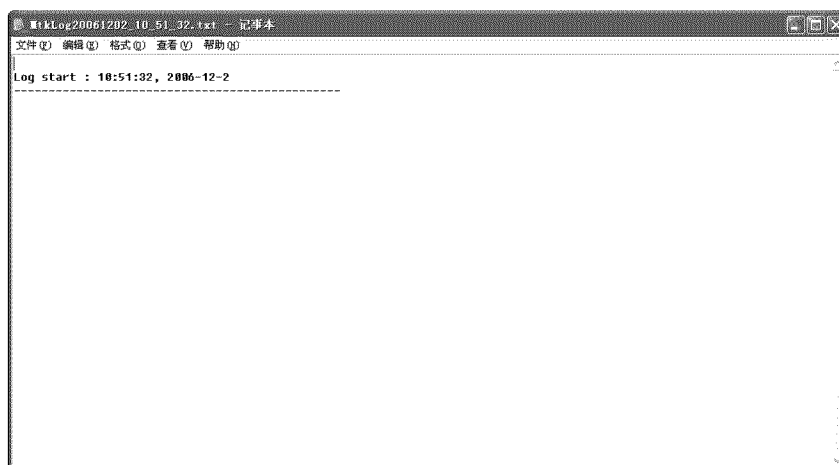 MtkLog20061202_10_51_32.txt - 记事本
文件(F) 编辑(E) 格式(O) 查看(V) 帮助(H)
Log start : 10:51:32, 2006-12-2
-----------------------------------------------